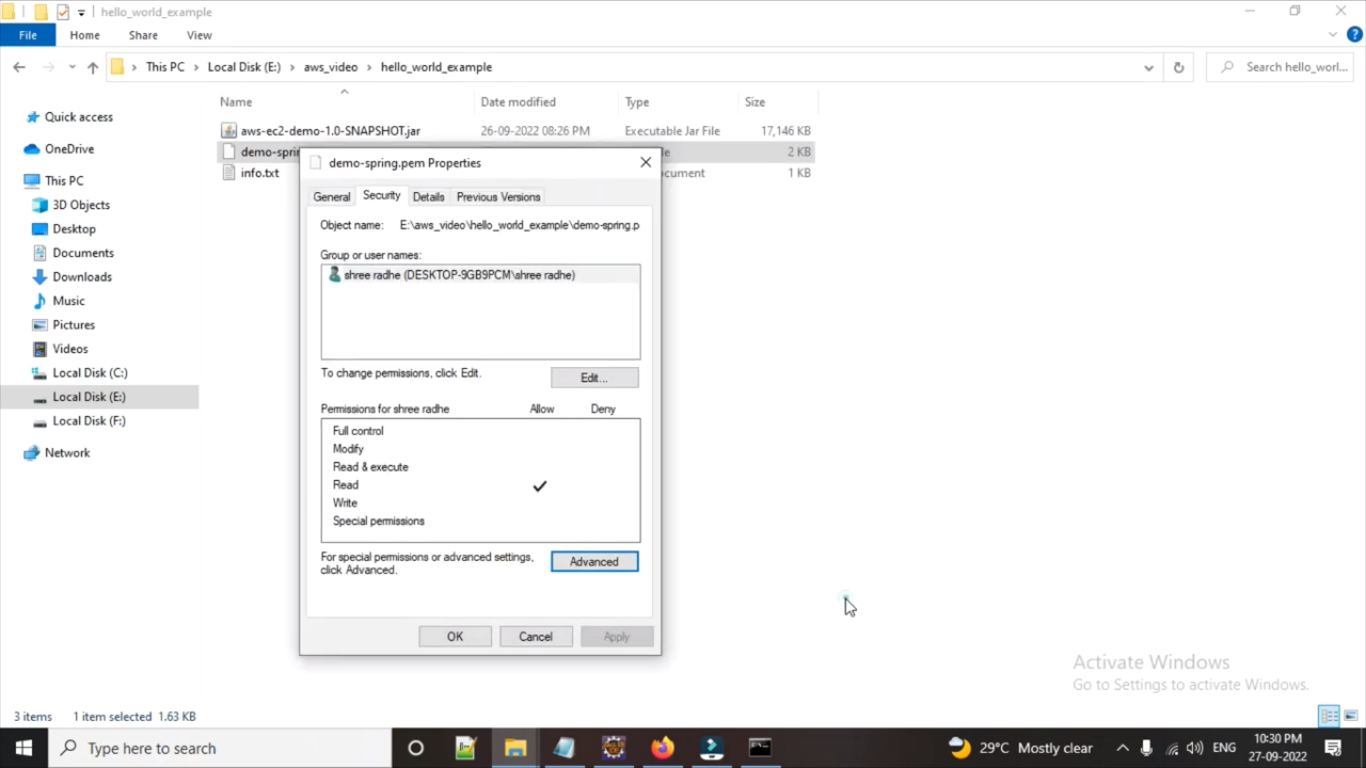 hello_world_example
File Home Share View
This PC Local Disk (E:) aws_video hello_world_example Search hello_worl...
Name Date modified Type Size
Quick access
aws-ec2-demo-1.0-SNAPSHOT.jar 26-09-2022 08:26 PM Executable Jar File 17,146 KB
demo-sprin 2 KB
info.txt 1 KB
OneDrive
This PC
3D Objects
Desktop
Documents
Downloads
Music
Pictures
Videos
Local Disk (C:)
Local Disk (E:)
Local Disk (F:)
Network
demo-spring.pem Properties
General Security Details Previous Versions
Object name: E:\aws_video\hello_world_example\demo-spring.p
Group or user names:
shree radhe (DESKTOP-9GB9PCM\shree radhe)
To change permissions, click Edit. Edit...
Permissions for shree radhe Allow Deny
Full control
Modify
Read & execute
Read
Write
Special permissions
For special permissions or advanced settings,
click Advanced.
Advanced
OK Cancel Apply
Activate Windows
Go to Settings to activate Windows.
3 items 1 item selected 1.63 KB
Type here to search
29°C Mostly clear ENG 10:30 PM
27-09-2022